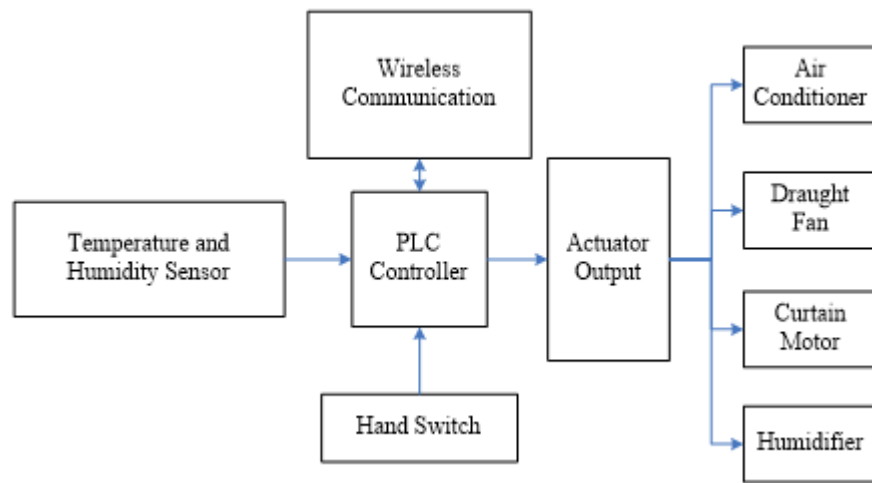 Wireless
Communication
Air
Conditioner
Temperature and
Humidity Sensor
PLC
Controller
Actuator
Output
Draught
Fan
Curtain
Motor
Hand Switch
Humidifier